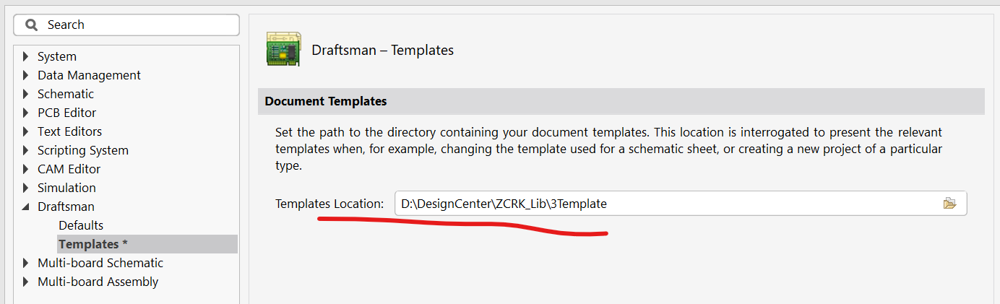 Search
System
Data Management
Schematic
PCB Editor
Text Editors
Scripting System
CAM Editor
Simulation
Draftsman
Defaults
Templates *
Multi-board Schematic
Multi-board Assembly
Draftsman – Templates
Document Templates
Set the path to the directory containing your document templates. This location is interrogated to present the relevant
templates when, for example, changing the template used for a schematic sheet, or creating a new project of a particular
type.
Templates Location: D:\DesignCenter\ZCRK_Lib\3Template